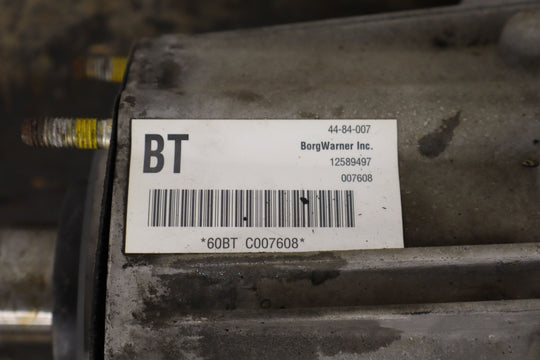 BT
44-84-007
BorgWarner Inc.
12589497
007608
*60BT C007608*